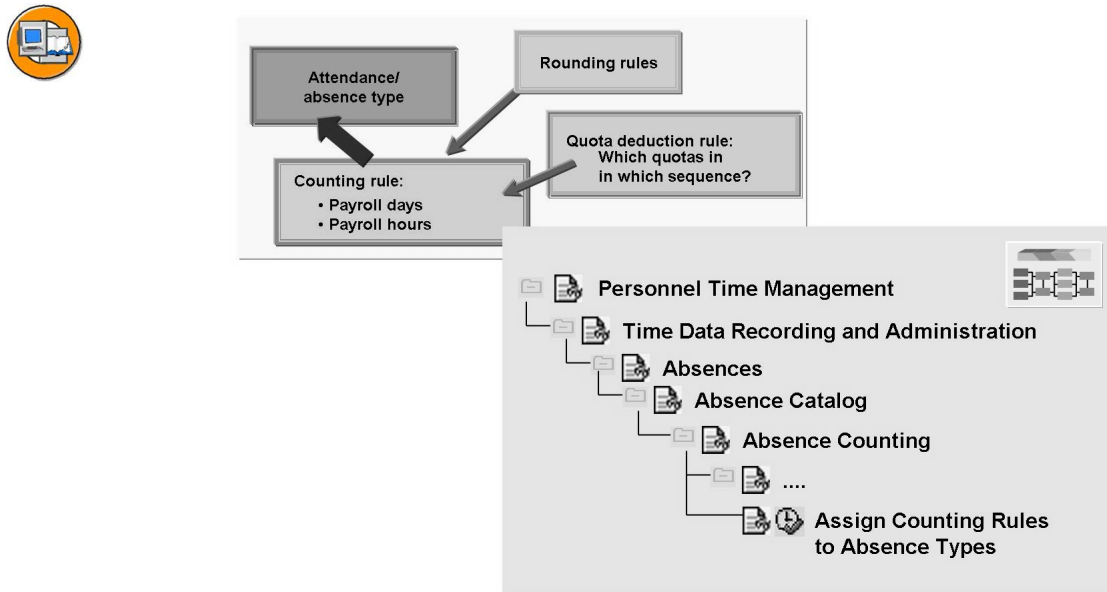 Attendance/
absence type
Rounding rules
Quota deduction rule:
Which quotas in
in which sequence?
Counting rule:
• Payroll days
• Payroll hours
Personnel Time Management
Time Data Recording and Administration
Absences
Absence Catalog
Absence Counting
....
Assign Counting Rules
to Absence Types